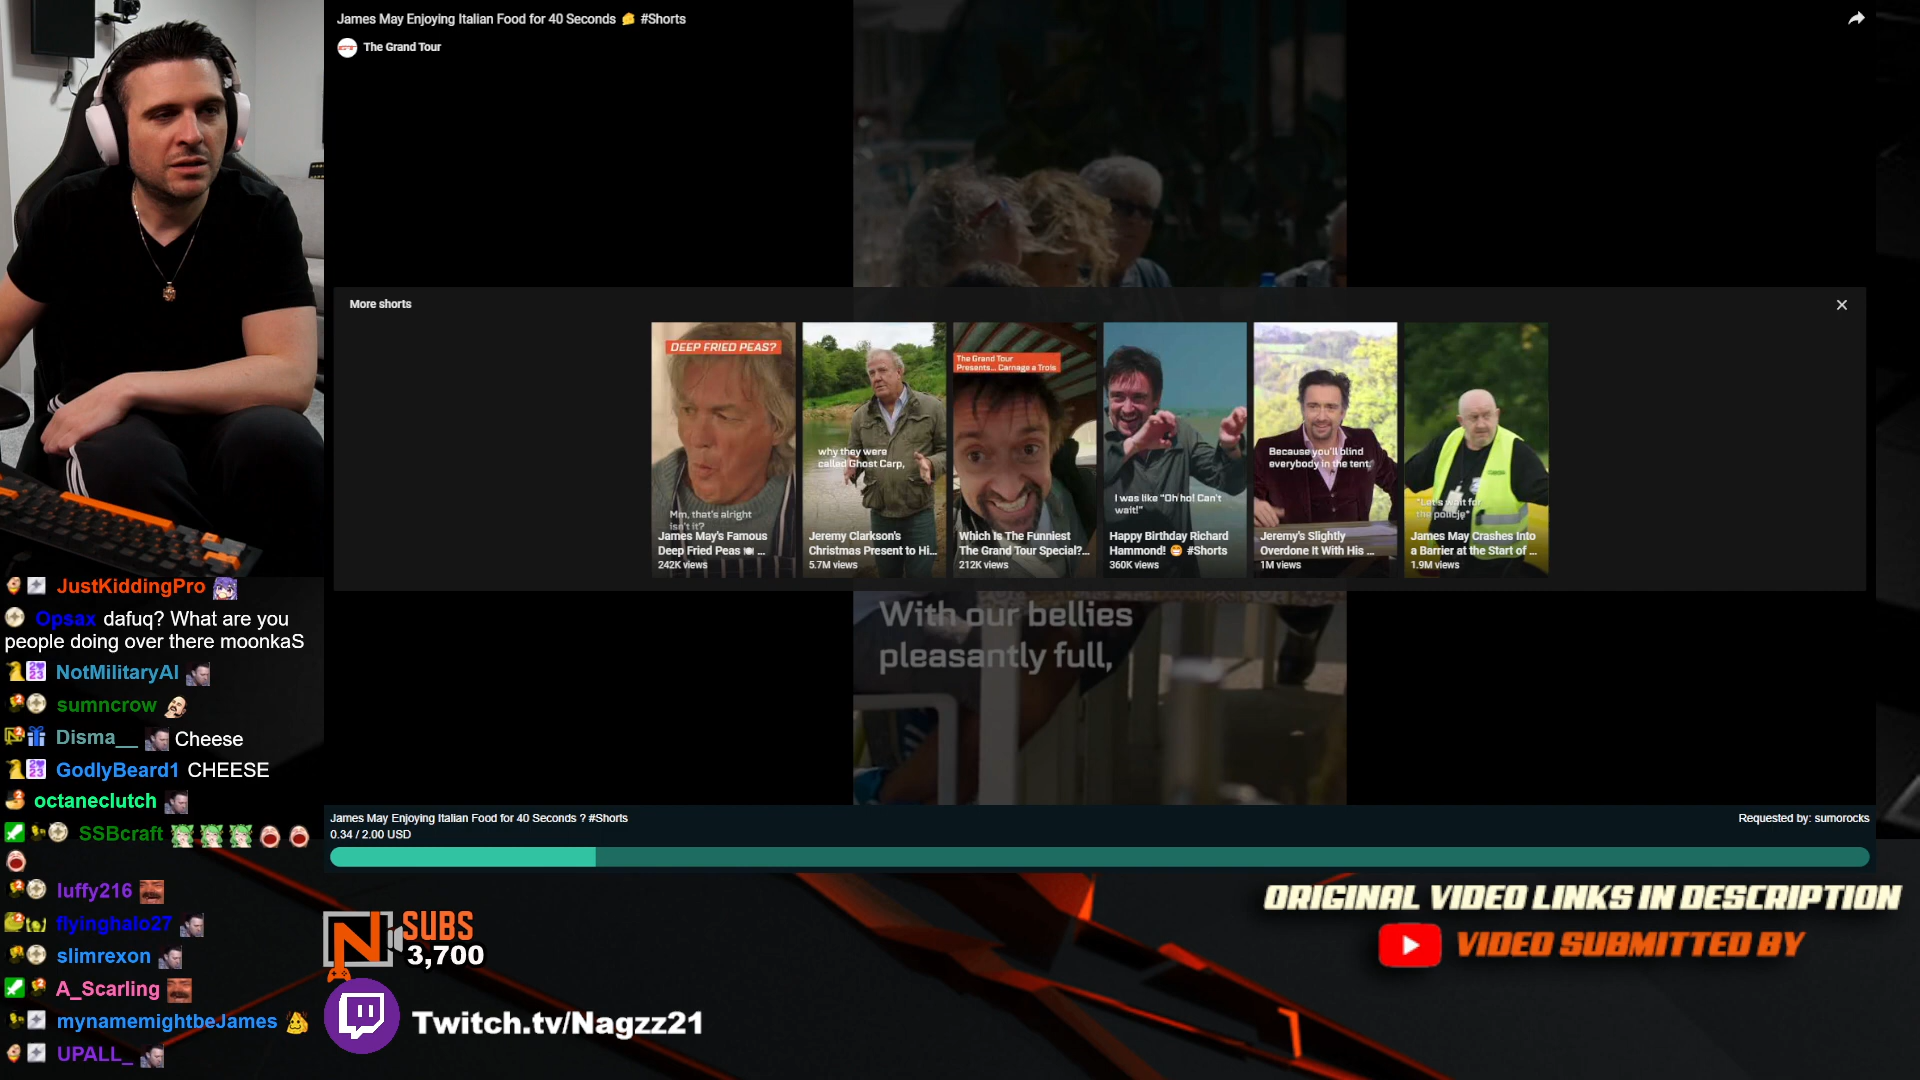 James May Enjoying Italian Food for 40 Seconds 🧀 #Shorts
The Grand Tour
More shorts
DEEP FRIED PEAS?
Mm, that's alright
isn't it?
James May's Famous
Deep Fried Peas 🍽 ...
242K views
why they were
called Ghost Carp,
Jeremy Clarkson's
Christmas Present to Hi...
5.7M views
The Grand Tour
Presents... Carnage a Trois
Which Is The Funniest
The Grand Tour Special?...
212K views
I was like "Oh ho! Can't
wait!"
Happy Birthday Richard
Hammond! 😁 #Shorts
360K views
Because you'll blind
everybody in the tent,
Jeremy's Slightly
Overdone It With His ...
1M views
"Let's wait for
the policje"
James May Crashes Into
a Barrier at the Start of ...
1.9M views
With our bellies
pleasantly full,
James May Enjoying Italian Food for 40 Seconds ? #Shorts
0.34 / 2.00 USD
Requested by: sumorocks
JustKiddingPro
Opsax dafuq? What are you
people doing over there moonkaS
NotMilitaryAI
sumncrow
Disma__ Cheese
GodlyBeard1 CHEESE
octaneclutch
SSBcraft
luffy216
flyinghalo27
slimrexon
A_Scarling
mynamemightbeJames
UPALL_
N SUBS
3,700
Twitch.tv/Nagzz21
ORIGINAL VIDEO LINKS IN DESCRIPTION
VIDEO SUBMITTED BY